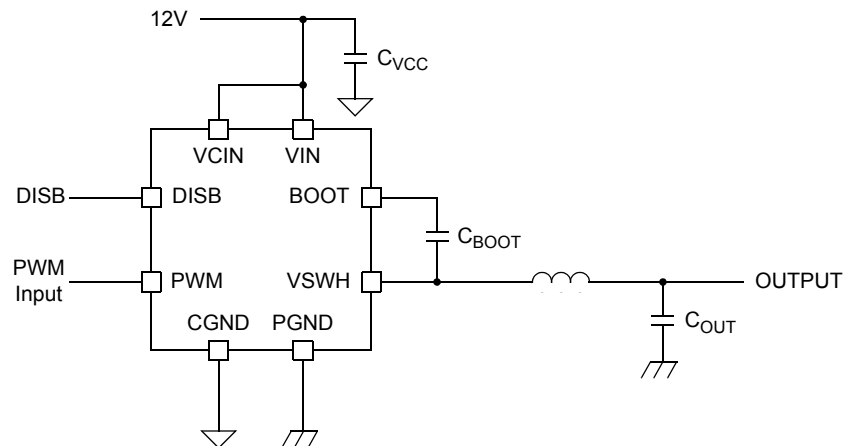 12V
C_VCC
VCIN VIN
DISB DISB BOOT
C_BOOT
PWM
Input
PWM VSWH OUTPUT
CGND PGND
C_OUT